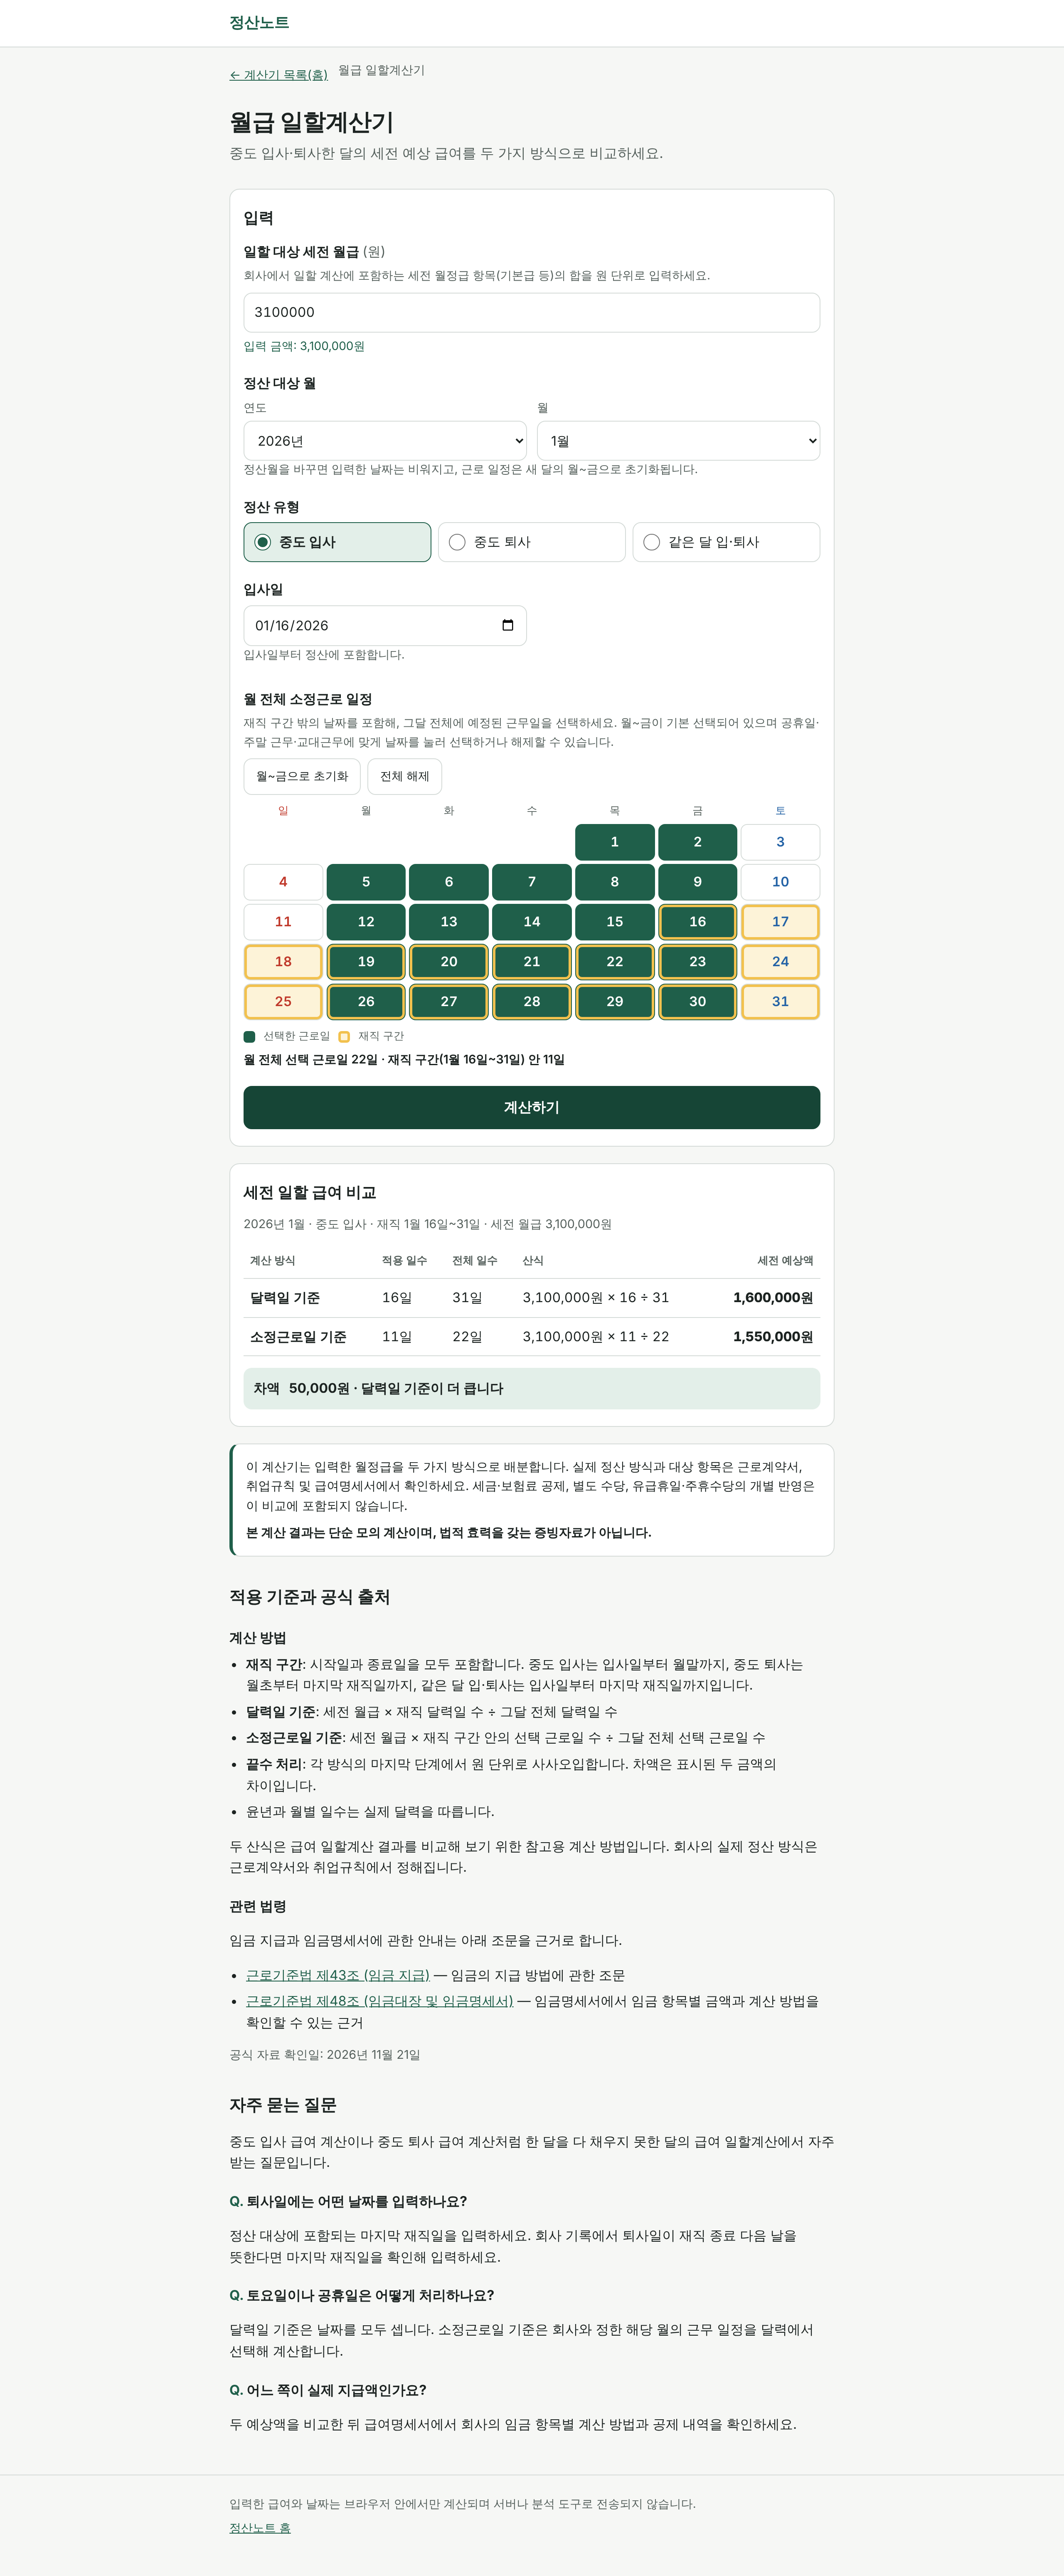 정산노트
← 계산기 목록(홈) 월급 일할계산기
월급 일할계산기
중도 입사·퇴사한 달의 세전 예상 급여를 두 가지 방식으로 비교하세요.
입력
일할 대상 세전 월급 (원)
회사에서 일할 계산에 포함하는 세전 월정급 항목(기본급 등)의 합을 원 단위로 입력하세요.
3100000
입력 금액: 3,100,000원
정산 대상 월
연도 월
2026년 1월
정산월을 바꾸면 입력한 날짜는 비워지고, 근로 일정은 새 달의 월~금으로 초기화됩니다.
정산 유형
중도 입사 중도 퇴사 같은 달 입·퇴사
입사일
01/16/2026
입사일부터 정산에 포함합니다.
월 전체 소정근로 일정
재직 구간 밖의 날짜를 포함해, 그달 전체에 예정된 근무일을 선택하세요. 월~금이 기본 선택되어 있으며 공휴일·
주말 근무·교대근무에 맞게 날짜를 눌러 선택하거나 해제할 수 있습니다.
월~금으로 초기화 전체 해제
일 월 화 수 목 금 토
1 2 3
4 5 6 7 8 9 10
11 12 13 14 15 16 17
18 19 20 21 22 23 24
25 26 27 28 29 30 31
선택한 근로일 재직 구간
월 전체 선택 근로일 22일 · 재직 구간(1월 16일~31일) 안 11일
계산하기
세전 일할 급여 비교
2026년 1월 · 중도 입사 · 재직 1월 16일~31일 · 세전 월급 3,100,000원
계산 방식 적용 일수 전체 일수 산식 세전 예상액
달력일 기준 16일 31일 3,100,000원 × 16 ÷ 31 1,600,000원
소정근로일 기준 11일 22일 3,100,000원 × 11 ÷ 22 1,550,000원
차액 50,000원 · 달력일 기준이 더 큽니다
이 계산기는 입력한 월정급을 두 가지 방식으로 배분합니다. 실제 정산 방식과 대상 항목은 근로계약서,
취업규칙 및 급여명세서에서 확인하세요. 세금·보험료 공제, 별도 수당, 유급휴일·주휴수당의 개별 반영은
이 비교에 포함되지 않습니다.
본 계산 결과는 단순 모의 계산이며, 법적 효력을 갖는 증빙자료가 아닙니다.
적용 기준과 공식 출처
계산 방법
• 재직 구간: 시작일과 종료일을 모두 포함합니다. 중도 입사는 입사일부터 월말까지, 중도 퇴사는
월초부터 마지막 재직일까지, 같은 달 입·퇴사는 입사일부터 마지막 재직일까지입니다.
• 달력일 기준: 세전 월급 × 재직 달력일 수 ÷ 그달 전체 달력일 수
• 소정근로일 기준: 세전 월급 × 재직 구간 안의 선택 근로일 수 ÷ 그달 전체 선택 근로일 수
• 끝수 처리: 각 방식의 마지막 단계에서 원 단위로 사사오입합니다. 차액은 표시된 두 금액의
차이입니다.
• 윤년과 월별 일수는 실제 달력을 따릅니다.
두 산식은 급여 일할계산 결과를 비교해 보기 위한 참고용 계산 방법입니다. 회사의 실제 정산 방식은
근로계약서와 취업규칙에서 정해집니다.
관련 법령
임금 지급과 임금명세서에 관한 안내는 아래 조문을 근거로 합니다.
• 근로기준법 제43조 (임금 지급) — 임금의 지급 방법에 관한 조문
• 근로기준법 제48조 (임금대장 및 임금명세서) — 임금명세서에서 임금 항목별 금액과 계산 방법을
확인할 수 있는 근거
공식 자료 확인일: 2026년 11월 21일
자주 묻는 질문
중도 입사 급여 계산이나 중도 퇴사 급여 계산처럼 한 달을 다 채우지 못한 달의 급여 일할계산에서 자주
받는 질문입니다.
Q. 퇴사일에는 어떤 날짜를 입력하나요?
정산 대상에 포함되는 마지막 재직일을 입력하세요. 회사 기록에서 퇴사일이 재직 종료 다음 날을
뜻한다면 마지막 재직일을 확인해 입력하세요.
Q. 토요일이나 공휴일은 어떻게 처리하나요?
달력일 기준은 날짜를 모두 셉니다. 소정근로일 기준은 회사와 정한 해당 월의 근무 일정을 달력에서
선택해 계산합니다.
Q. 어느 쪽이 실제 지급액인가요?
두 예상액을 비교한 뒤 급여명세서에서 회사의 임금 항목별 계산 방법과 공제 내역을 확인하세요.
입력한 급여와 날짜는 브라우저 안에서만 계산되며 서버나 분석 도구로 전송되지 않습니다.
정산노트 홈